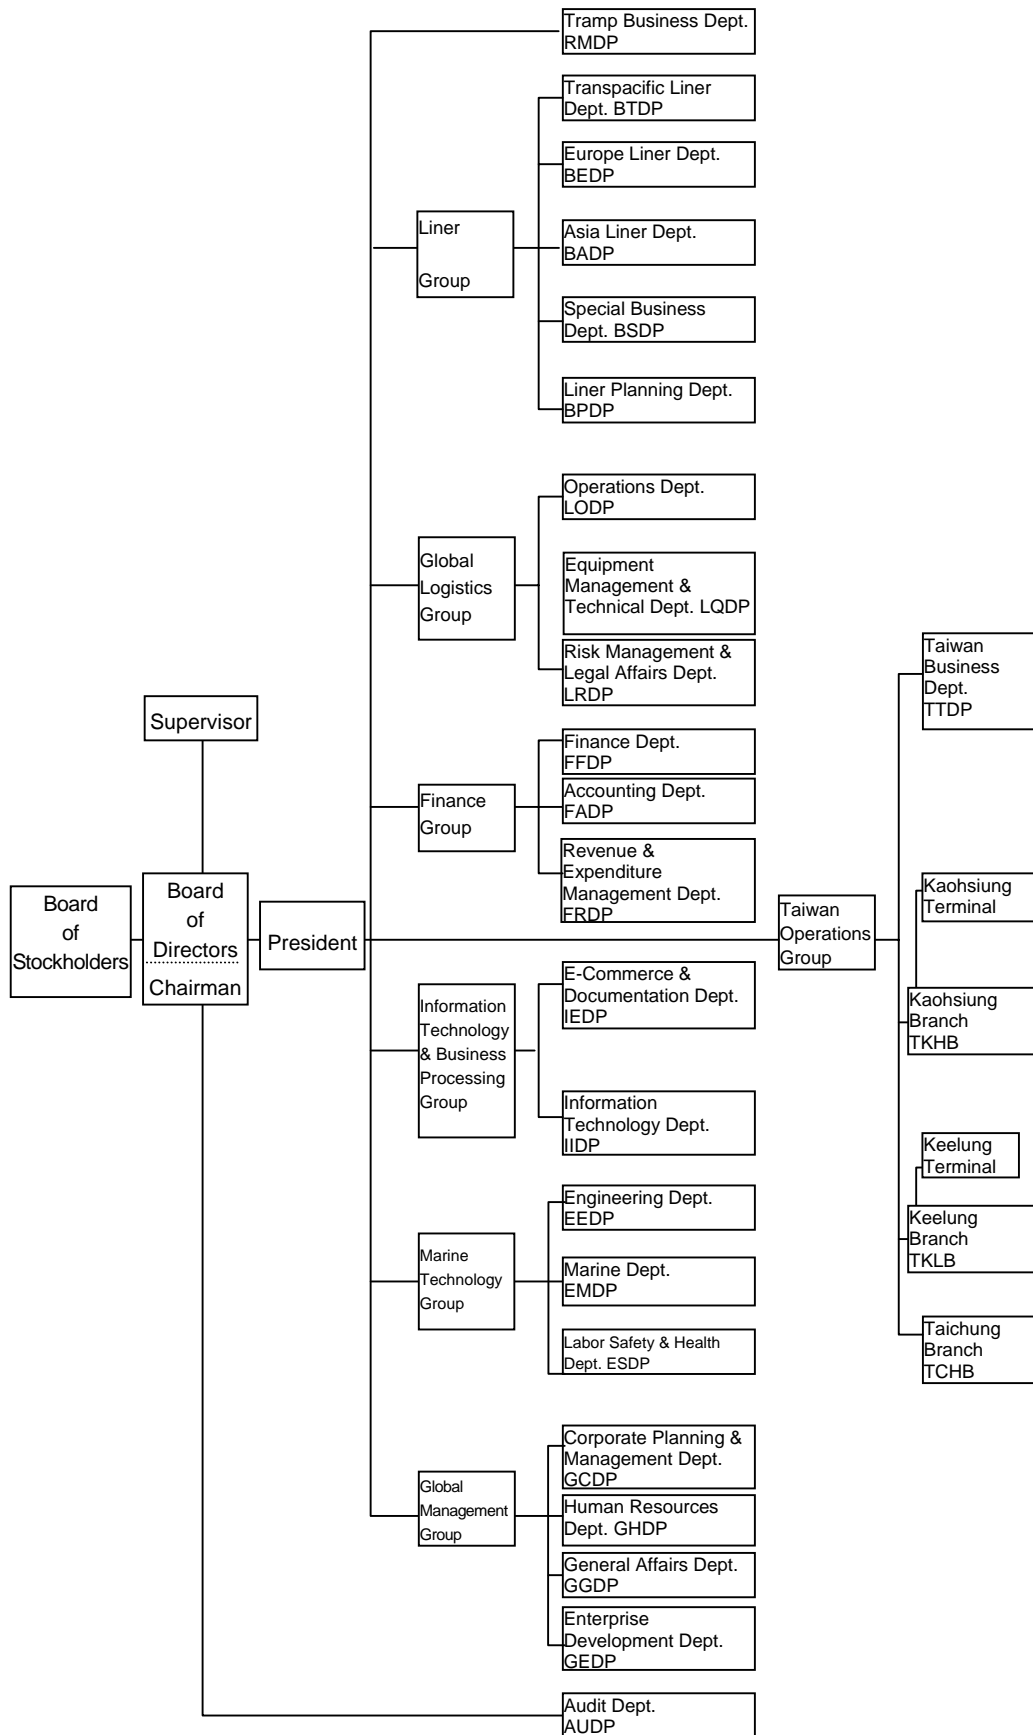 Tramp Business Dept.
RMDP
Transpacific Liner
Dept. BTDP
Europe Liner Dept.
BEDP
Liner
Group
Asia Liner Dept.
BADP
Special Business
Dept. BSDP
Liner Planning Dept.
BPDP
Operations Dept.
LODP
Global
Logistics
Group
Equipment
Management &
Technical Dept. LQDP
Risk Management &
Legal Affairs Dept.
LRDP
Taiwan
Business
Dept.
TTDP
Supervisor
Finance Dept.
FFDP
Finance
Group
Accounting Dept.
FADP
Revenue &
Expenditure
Management Dept.
FRDP
Board
of
Stockholders
Board
of
Directors
Chairman
President
Taiwan
Operations
Group
Kaohsiung
Terminal
Kaohsiung
Branch
TKHB
Information
Technology
& Business
Processing
Group
E-Commerce &
Documentation Dept.
IEDP
Information
Technology Dept.
IIDP
Keelung
Terminal
Keelung
Branch
TKLB
Taichung
Branch
TCHB
Marine
Technology
Group
Engineering Dept.
EEDP
Marine Dept.
EMDP
Labor Safety & Health
Dept. ESDP
Global
Management
Group
Corporate Planning &
Management Dept.
GCDP
Human Resources
Dept. GHDP
General Affairs Dept.
GGDP
Enterprise
Development Dept.
GEDP
Audit Dept.
AUDP